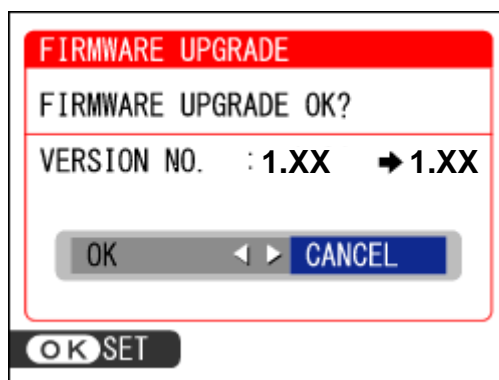 FIRMWARE UPGRADE
FIRMWARE UPGRADE OK?
VERSION NO. : 1.XX ➡ 1.XX
OK ◁ ▷ CANCEL
OK SET